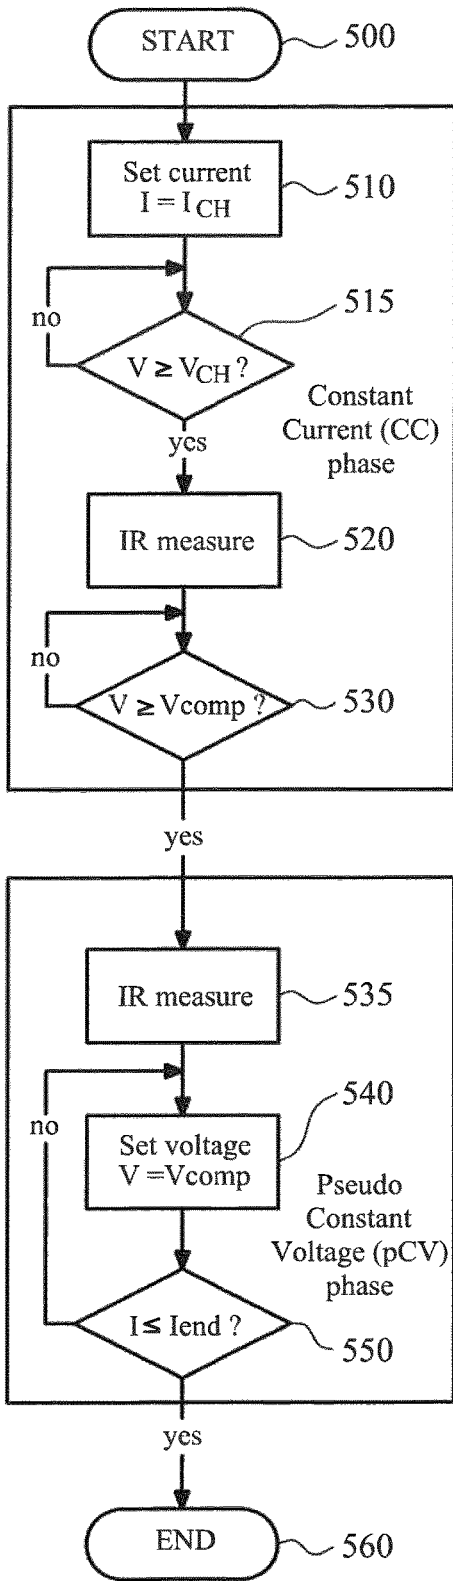 START
500
Set current
I = I_CH
510
515
no
V ≥ V_CH ?
Constant
Current (CC)
phase
yes
IR measure
520
no
V ≥ Vcomp ?
530
yes
IR measure
535
540
no
Set voltage
V =Vcomp
Pseudo
Constant
Voltage (pCV)
phase
I ≤ Iend ?
550
yes
END
560